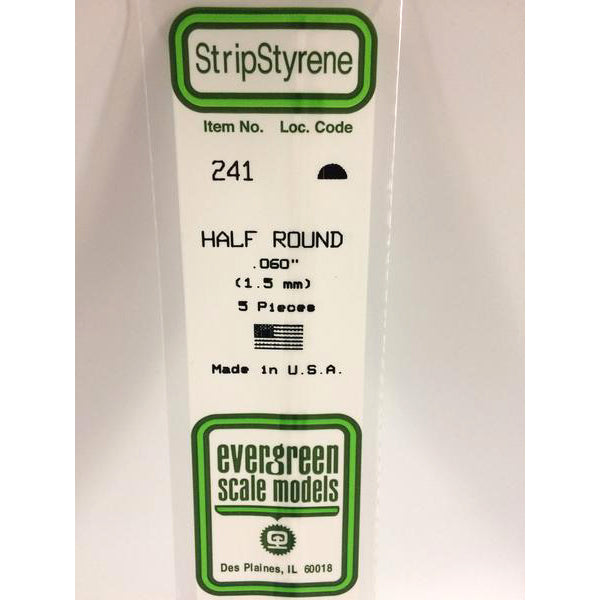 StripStyrene
Item No. Loc. Code
241
HALF ROUND
.060"
(1.5 mm)
5 Pieces
Made in U.S.A.
evergreen
scale models
Des Plaines, IL 60018